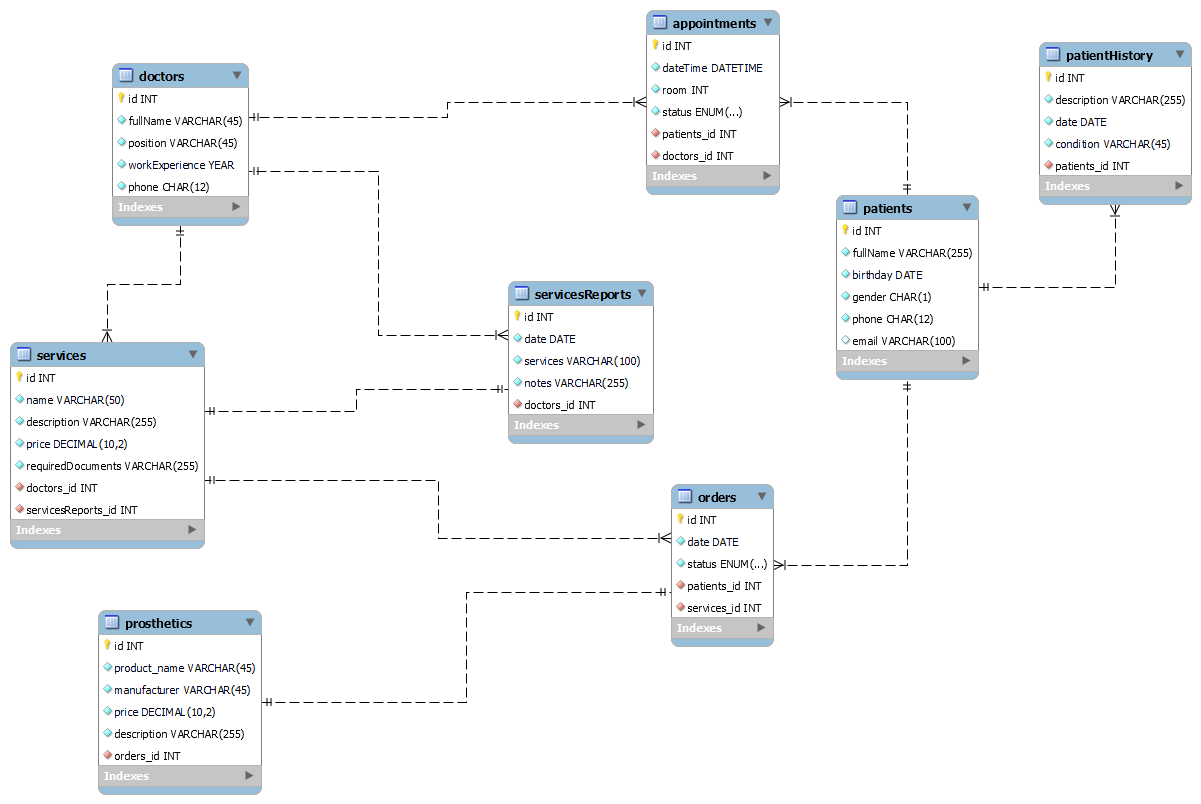 appointments
id INT
dateTime DATETIME
room INT
status ENUM(...)
patients_id INT
doctors_id INT
Indexes
patientHistory
id INT
description VARCHAR(255)
date DATE
condition VARCHAR(45)
patients_id INT
Indexes
doctors
id INT
fullName VARCHAR(45)
position VARCHAR(45)
workExperience YEAR
phone CHAR(12)
Indexes
patients
id INT
fullName VARCHAR(255)
birthday DATE
gender CHAR(1)
phone CHAR(12)
email VARCHAR(100)
Indexes
servicesReports
id INT
date DATE
services VARCHAR(100)
notes VARCHAR(255)
doctors_id INT
Indexes
services
id INT
name VARCHAR(50)
description VARCHAR(255)
price DECIMAL(10,2)
requiredDocuments VARCHAR(255)
doctors_id INT
servicesReports_id INT
Indexes
orders
id INT
date DATE
status ENUM(...)
patients_id INT
services_id INT
Indexes
prosthetics
id INT
product_name VARCHAR(45)
manufacturer VARCHAR(45)
price DECIMAL(10,2)
description VARCHAR(255)
orders_id INT
Indexes